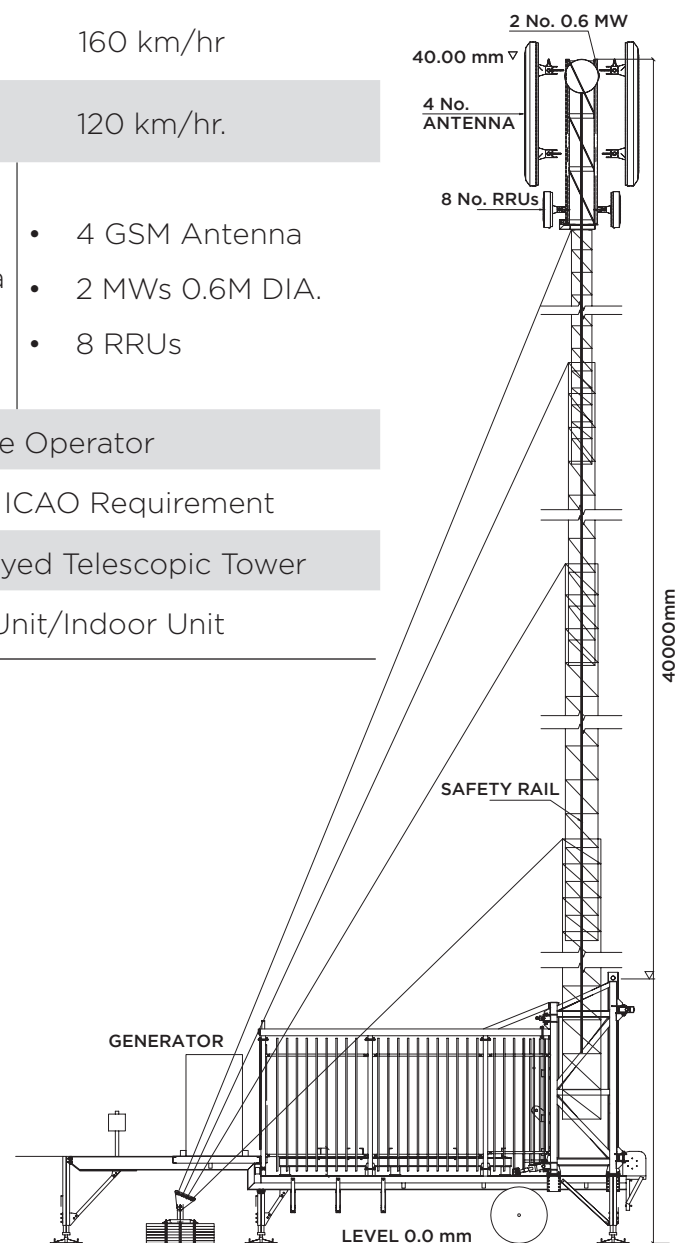 160 km/hr
120 km/hr.
• 4 GSM Antenna
• 2 MWs 0.6M DIA.
• 8 RRUs
Operator
ICAO Requirement
Telescopic Tower
Unit/Indoor Unit
2 No. 0.6 MW
40.00 mm
4 No.
ANTENNA
8 No. RRUs
40000mm
SAFETY RAIL
GENERATOR
LEVEL 0.0 mm